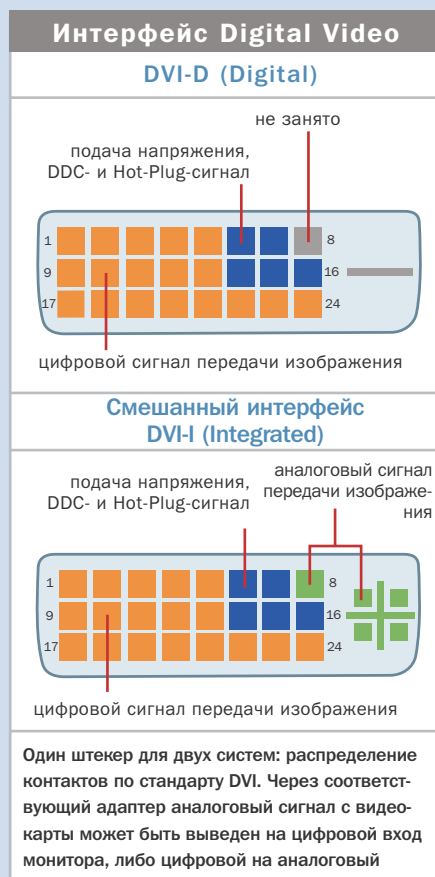 Интерфейс Digital Video
DVI-D (Digital)
не занято
подача напряжения,
DDC- и Hot-Plug-сигнал
1
8
9
16
17
24
цифровой сигнал передачи изображения
Смешанный интерфейс
DVI-I (Integrated)
аналоговый сигнал
передачи изображе-
ния
подача напряжения,
DDC- и Hot-Plug-сигнал
1
8
9
16
17
24
цифровой сигнал передачи изображения
Один штекер для двух систем: распределение
контактов по стандарту DVI. Через соответст-
вующий адаптер аналоговый сигнал с видео-
карты может быть выведен на цифровой вход
монитора, либо цифровой на аналоговый